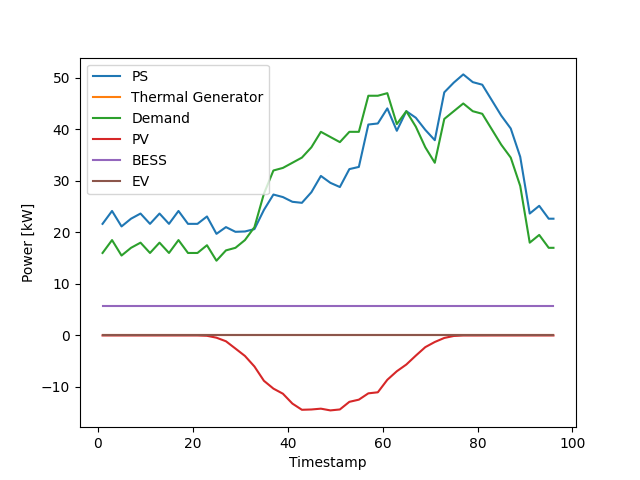 PS
Thermal Generator
Demand
PV
BESS
EV
Power [kW]
50
40
30
20
10
0
−10
0 20 40 60 80 100
Timestamp